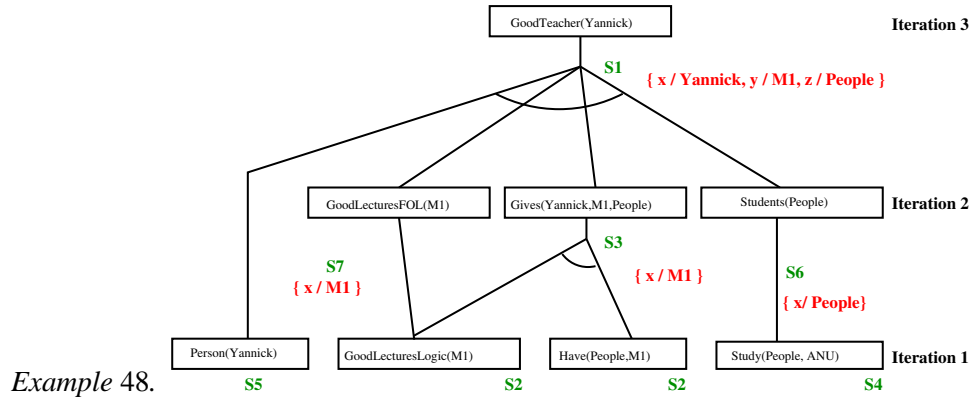 GoodTeacher(Yannick) Iteration 3
S1
{ x / Yannick, y / M1, z / People }
GoodLecturesFOL(M1) Gives(Yannick,M1,People) Students(People) Iteration 2
S3
S7 { x / M1 } S6
{ x / M1 }
{ x/ People}
Person(Yannick) GoodLecturesLogic(M1) Have(People,M1) Study(People, ANU) Iteration 1
Example 48. S5 S2 S2 S4